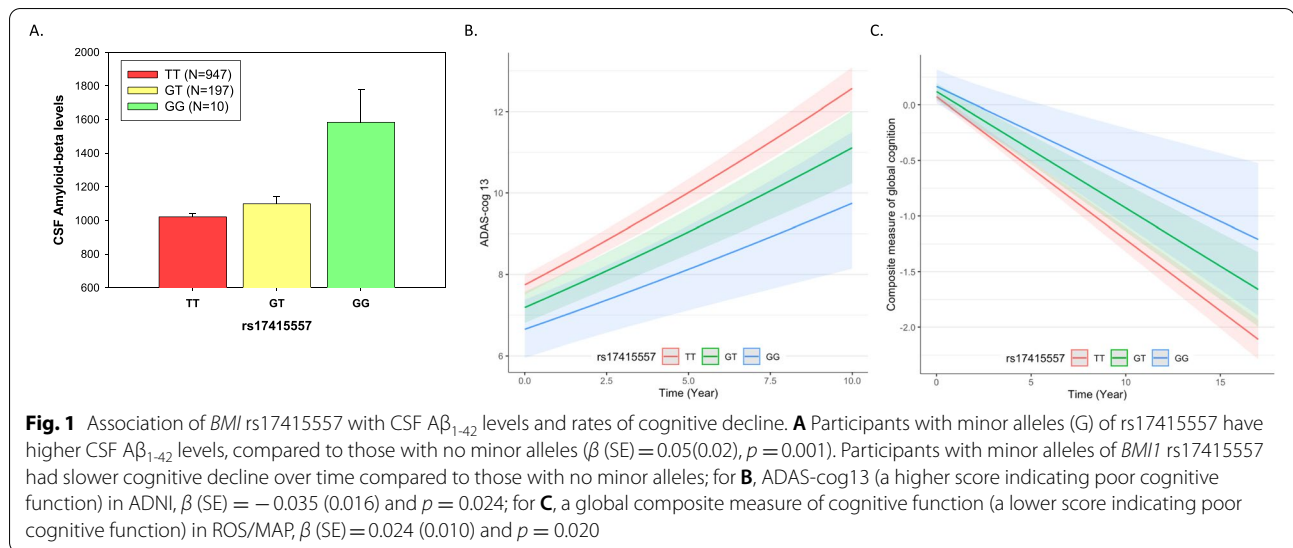 A.
2000
1800
1600
1400
1200
1000
800
600
CSF Amyloid-beta levels
TT (N=947)
GT (N=197)
GG (N=10)
TT GT GG
rs17415557
B.
12
10
8
6
ADAS-cog 13
rs17415557 TT GT GG
0.0 2.5 5.0 7.5 10.0
Time (Year)
C.
0.0
-0.5
-1.0
-1.5
-2.0
Composite measure of global cognition
rs17415557 TT GT GG
0 5 10 15
Time (Year)
Fig. 1 Association of BMI rs17415557 with CSF Aβ1-42 levels and rates of cognitive decline. A Participants with minor alleles (G) of rs17415557 have
higher CSF Aβ1-42 levels, compared to those with no minor alleles (β (SE) = 0.05(0.02), p = 0.001). Participants with minor alleles of BMI1 rs17415557
had slower cognitive decline over time compared to those with no minor alleles; for B, ADAS-cog13 (a higher score indicating poor cognitive
function) in ADNI, β (SE) = − 0.035 (0.016) and p = 0.024; for C, a global composite measure of cognitive function (a lower score indicating poor
cognitive function) in ROS/MAP, β (SE) = 0.024 (0.010) and p = 0.020